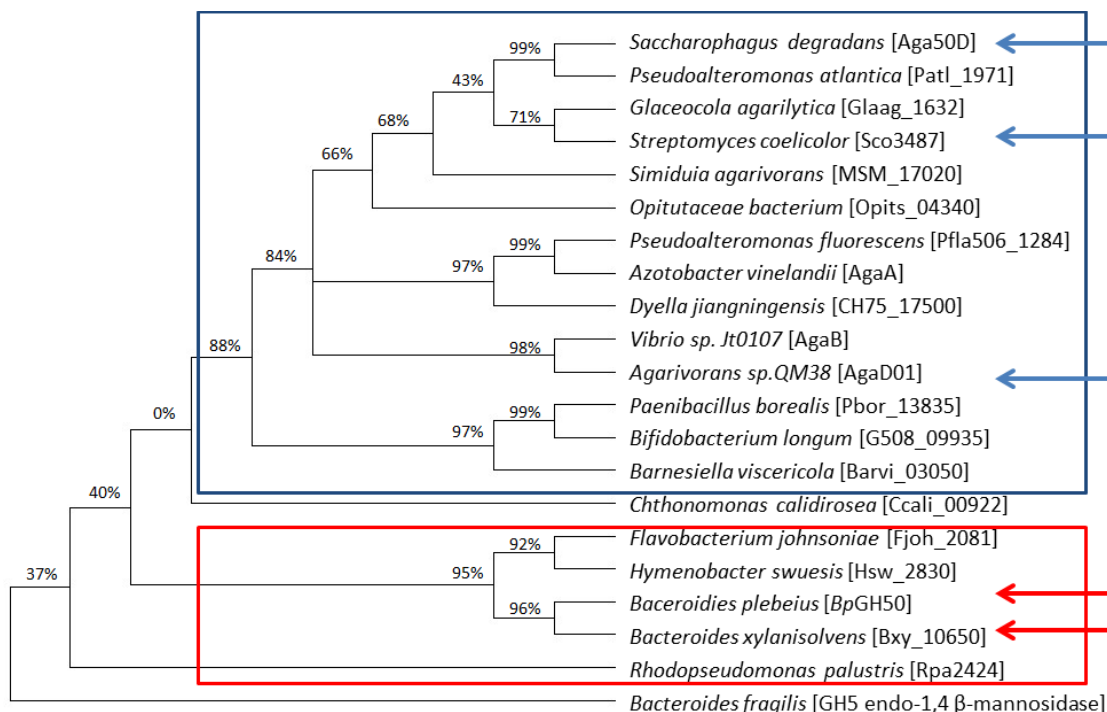 99%
Saccharophagus degradans [Aga50D]
Pseudoalteromonas atlantica [Patl_1971]
43%
Glaceocola agarilytica [Glaag_1632]
71%
Streptomyces coelicolor [Sco3487]
68%
Simiduia agarivorans [MSM_17020]
66%
Opitutaceae bacterium [Opits_04340]
99%
Pseudoalteromonas fluorescens [Pfla506_1284]
84%
97%
Azotobacter vinelandii [AgaA]
Dyella jiangningensis [CH75_17500]
88%
98%
Vibrio sp. Jt0107 [AgaB]
Agarivorans sp.QM38 [AgaD01]
0%
99%
Paenibacillus borealis [Pbor_13835]
97%
Bifidobacterium longum [G508_09935]
Barnesiella viscericola [Barvi_03050]
40%
Chthonomonas calidirosea [Ccali_00922]
92%
Flavobacterium johnsoniae [Fjoh_2081]
37%
95%
Hymenobacter swuesis [Hsw_2830]
96%
Baceroidies plebeius [BpGH50]
Bacteroides xylanisolvens [Bxy_10650]
Rhodopseudomonas palustris [Rpa2424]
Bacteroides fragilis [GH5 endo-1,4 β-mannosidase]